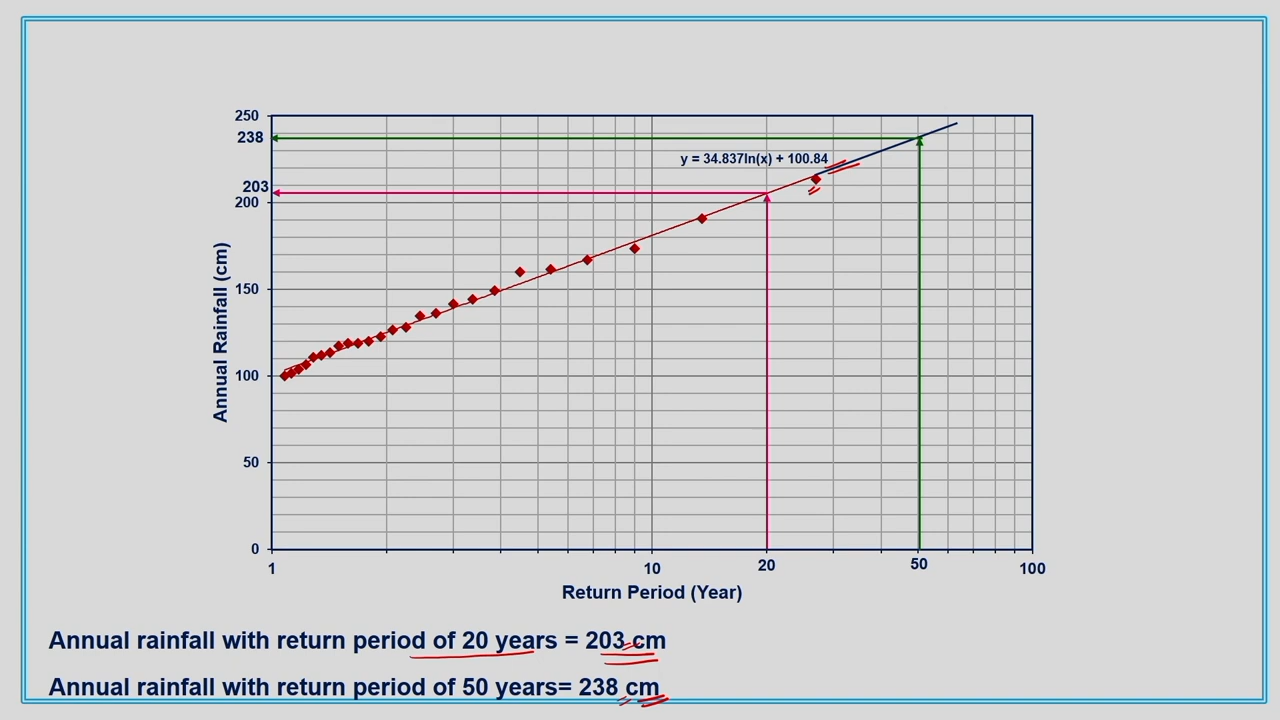 250
238
y = 34.837ln(x) + 100.84
203
200
150
100
50
0
Annual Rainfall (cm)
1 10 20 50 100
Return Period (Year)
Annual rainfall with return period of 20 years = 203 cm
Annual rainfall with return period of 50 years= 238 cm